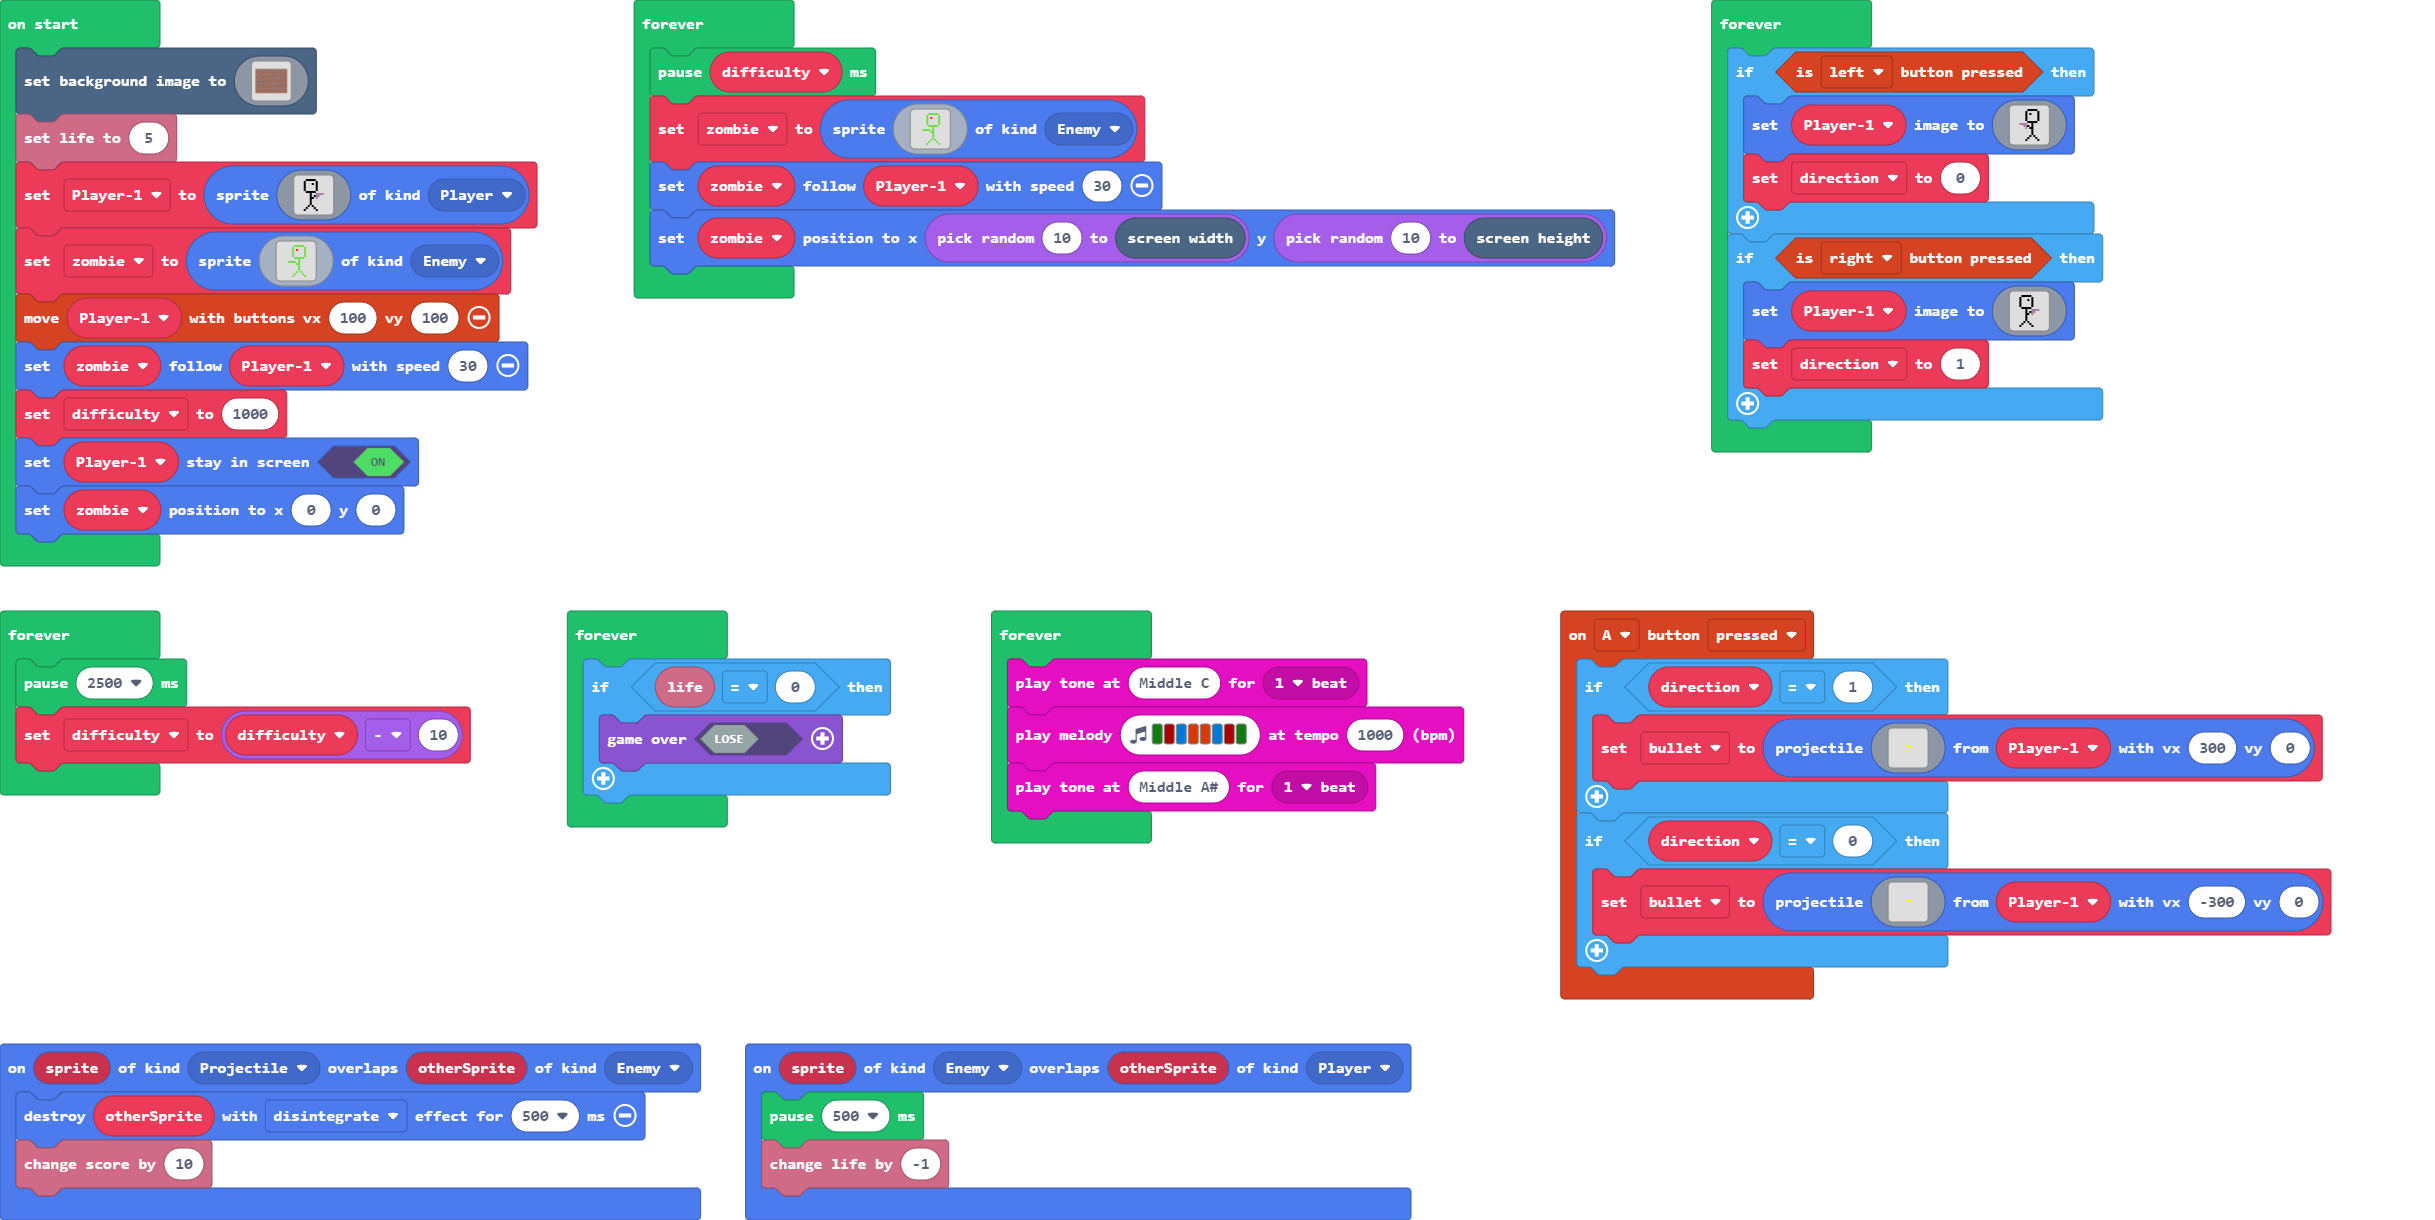 on start
set background image to
set life to 5
set Player-1 to sprite of kind Player
set zombie to sprite of kind Enemy
move Player-1 with buttons vx 100 vy 100
set zombie follow Player-1 with speed 30
set difficulty to 1000
set Player-1 stay in screen ON
set zombie position to x 0 y 0
forever
pause difficulty ms
set zombie to sprite of kind Enemy
set zombie follow Player-1 with speed 30
set zombie position to x pick random 10 to screen width y pick random 10 to screen height
forever
if is left button pressed then
set Player-1 image to
set direction to 0
if is right button pressed then
set Player-1 image to
set direction to 1
forever
pause 2500 ms
set difficulty to difficulty - 10
forever
if life = 0 then
game over LOSE
forever
play tone at Middle C for 1 beat
play melody at tempo 1000 (bpm)
play tone at Middle A# for 1 beat
on A button pressed
if direction = 1 then
set bullet to projectile from Player-1 with vx 300 vy 0
if direction = 0 then
set bullet to projectile from Player-1 with vx -300 vy 0
on sprite of kind Projectile overlaps otherSprite of kind Enemy
destroy otherSprite with disintegrate effect for 500 ms
change score by 10
on sprite of kind Enemy overlaps otherSprite of kind Player
pause 500 ms
change life by -1